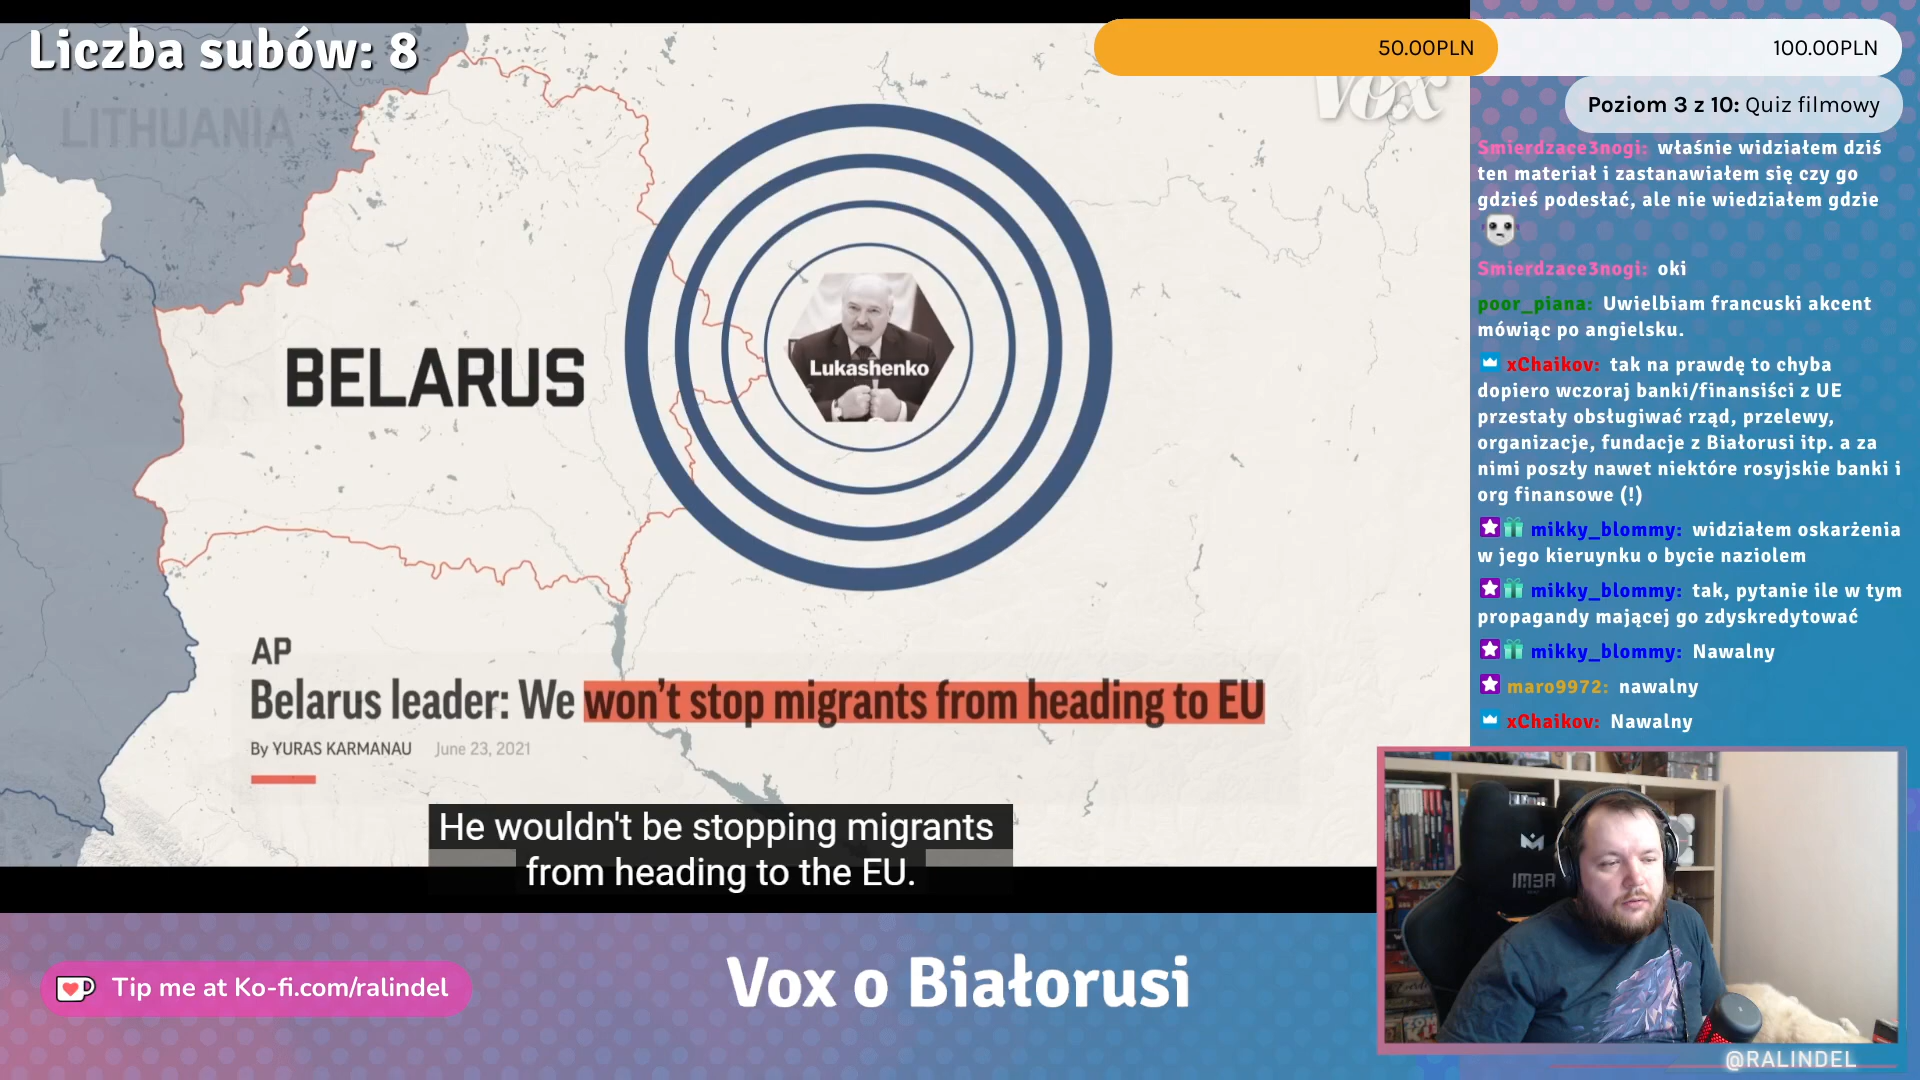 Liczba subów: 8
50.00PLN
100.00PLN
Poziom 3 z 10: Quiz filmowy
LITHUANIA
Vox
BELARUS
Lukashenko
AP
Belarus leader: We won't stop migrants from heading to EU
By YURAS KARMANAU June 23, 2021
He wouldn't be stopping migrants
from heading to the EU.
Smierdzace3nogi: właśnie widziałem dziś
ten materiał i zastanawiałem się czy go
gdzieś podesłać, ale nie wiedziałem gdzie
Smierdzace3nogi: oki
poor_piana: Uwielbiam francuski akcent
mówiąc po angielsku.
xChaikov: tak na prawdę to chyba
dopiero wczoraj banki/finansiści z UE
przestały obsługiwać rząd, przelewy,
organizacje, fundacje z Białorusi itp. a za
nimi poszły nawet niektóre rosyjskie banki i
org finansowe (!)
mikky_blommy: widziałem oskarżenia
w jego kieruynku o bycie naziolem
mikky_blommy: tak, pytanie ile w tym
propagandy mającej go zdyskredytować
mikky_blommy: Nawalny
maro9972: nawalny
xChaikov: Nawalny
IM3A
Tip me at Ko-fi.com/ralindel
Vox o Białorusi
@RALINDEL